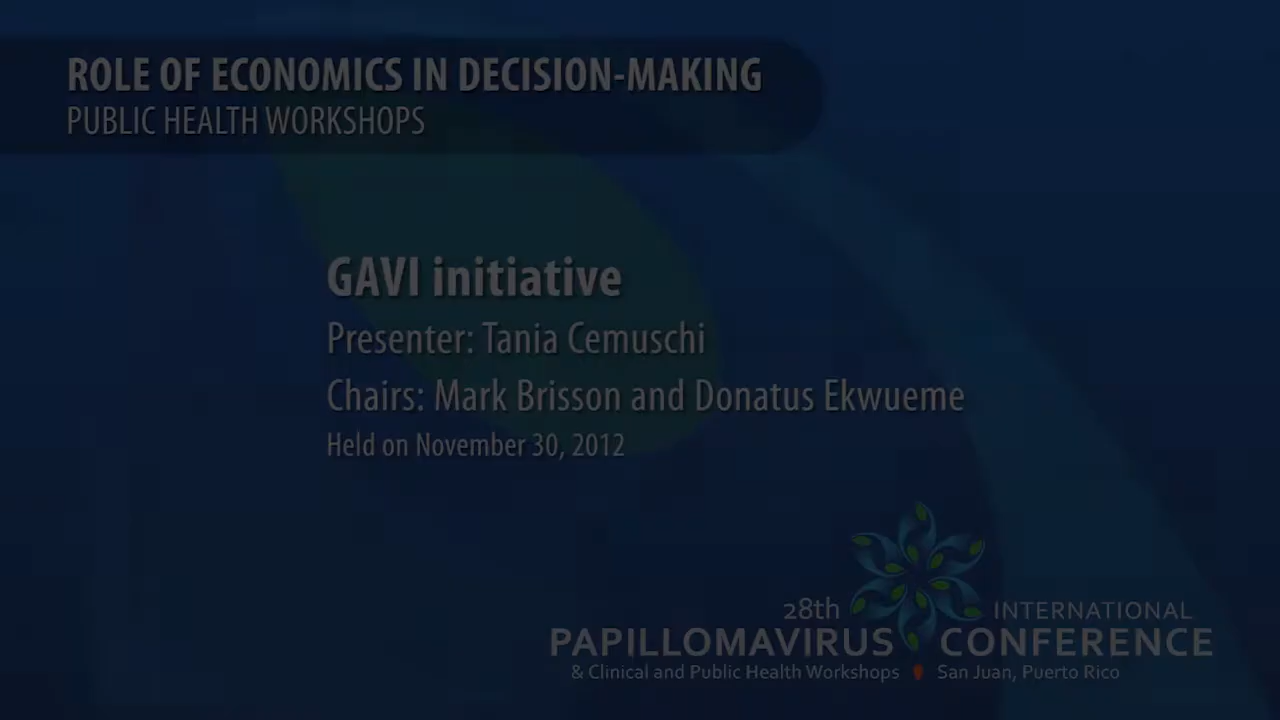 ROLE OF ECONOMICS IN DECISION-MAKING
PUBLIC HEALTH WORKSHOPS
GAVI initiative
Presenter: Tania Cemuschi
Chairs: Mark Brisson and Donatus Ekwueme
Held on November 30, 2012
28th INTERNATIONAL
PAPILLOMAVIRUS CONFERENCE
& Clinical and Public Health Workshops San Juan, Puerto Rico